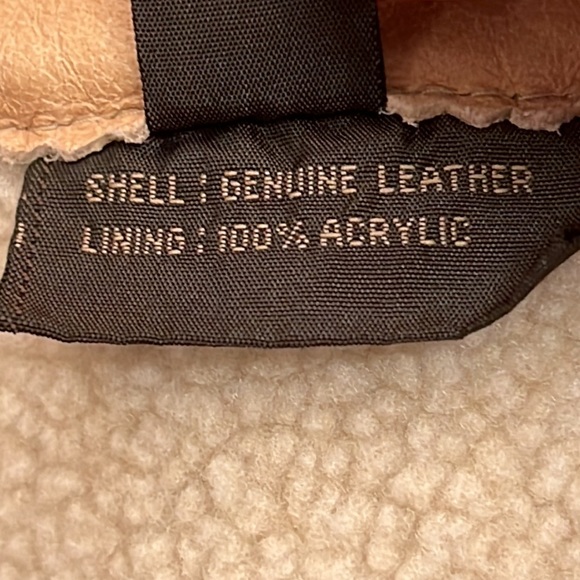 SHELL : GENUINE LEATHER
LINING : 100% ACRYLIC